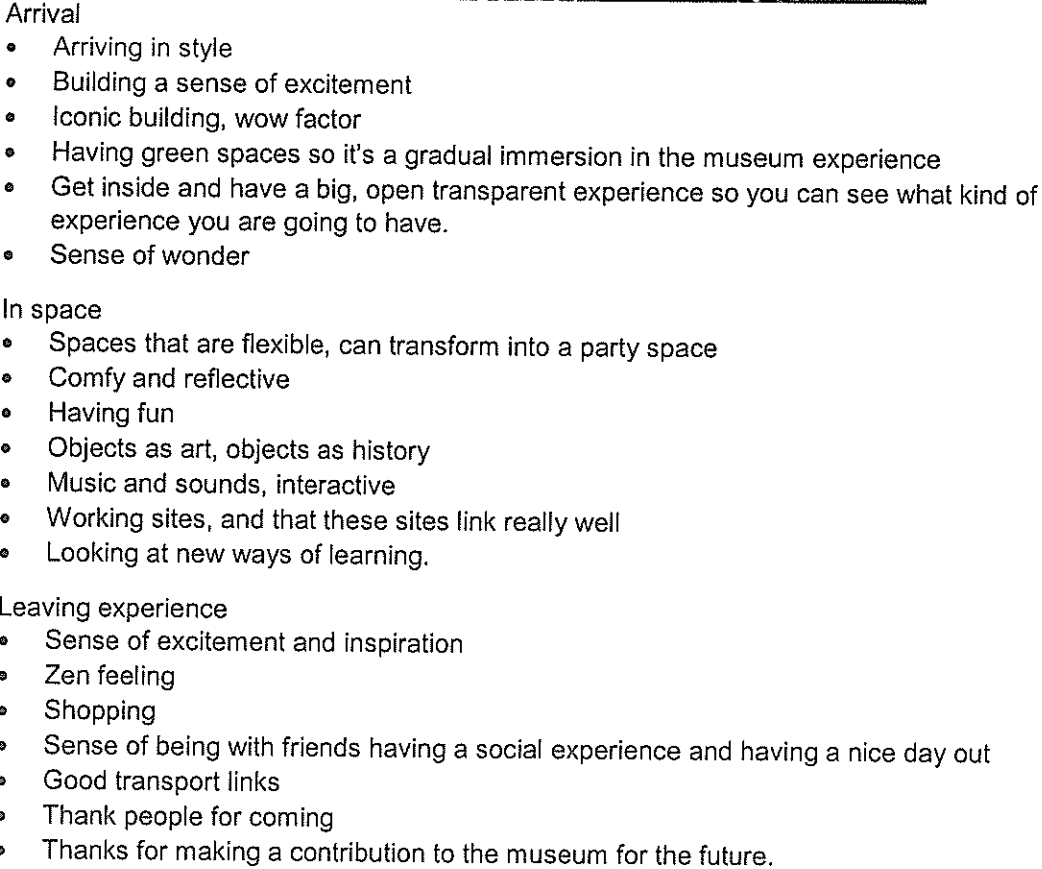 Arrival
• Arriving in style
• Building a sense of excitement
• Iconic building, wow factor
• Having green spaces so it's a gradual immersion in the museum experience
• Get inside and have a big, open transparent experience so you can see what kind of
experience you are going to have.
• Sense of wonder
In space
• Spaces that are flexible, can transform into a party space
• Comfy and reflective
• Having fun
• Objects as art, objects as history
• Music and sounds, interactive
• Working sites, and that these sites link really well
• Looking at new ways of learning.
Leaving experience
• Sense of excitement and inspiration
• Zen feeling
• Shopping
• Sense of being with friends having a social experience and having a nice day out
• Good transport links
• Thank people for coming
• Thanks for making a contribution to the museum for the future.